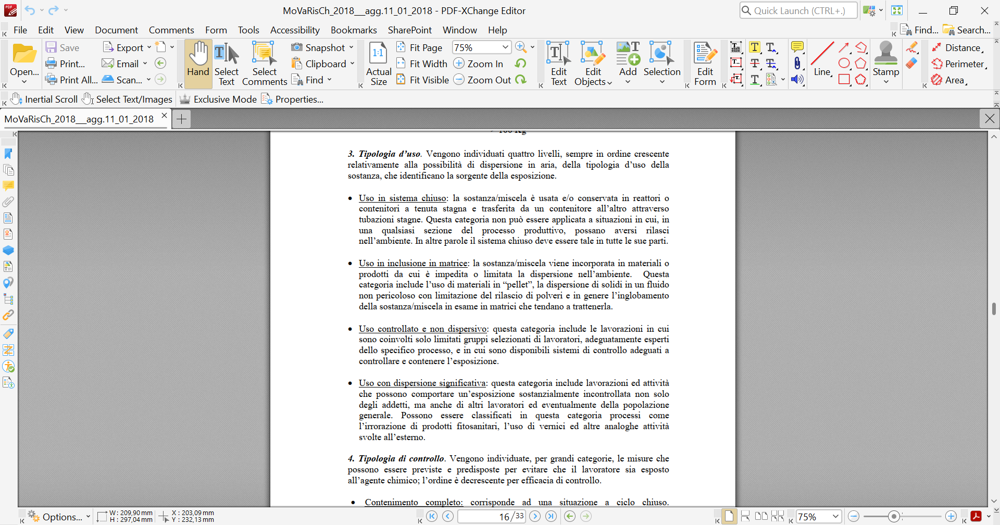 MoVaRisCh_2018__agg.11_01_2018 - PDF-XChange Editor
Quick Launch (CTRL+.)
File Edit View Document Comments Form Tools Accessibility Bookmarks SharePoint Window Help
Find... Search...
Open...
Save
Print...
Print All...
Export
Email
Scan...
Hand
Select Text
Select Comments
Snapshot
Clipboard
Find
1:1
Actual Size
Fit Page
Fit Width
Fit Visible
75%
Zoom In
Zoom Out
Edit Text
Edit Objects
Add
Selection
Edit Form
Line
Stamp
Distance
Perimeter
Area
Inertial Scroll Select Text/Images Exclusive Mode Properties...
MoVaRisCh_2018__agg.11_01_2018
3. Tipologia d’uso. Vengono individuati quattro livelli, sempre in ordine crescente
relativamente alla possibilità di dispersione in aria, della tipologia d’uso della
sostanza, che identificano la sorgente della esposizione.
• Uso in sistema chiuso: la sostanza/miscela è usata e/o conservata in reattori o
contenitori a tenuta stagna e trasferita da un contenitore all’altro attraverso
tubazioni stagne. Questa categoria non può essere applicata a situazioni in cui, in
una qualsiasi sezione del processo produttivo, possano aversi rilasci
nell’ambiente. In altre parole il sistema chiuso deve essere tale in tutte le sue parti.
• Uso in inclusione in matrice: la sostanza/miscela viene incorporata in materiali o
prodotti da cui è impedita o limitata la dispersione nell’ambiente. Questa
categoria include l’uso di materiali in “pellet”, la dispersione di solidi in un fluido
non pericoloso con limitazione del rilascio di polveri e in genere l’inglobamento
della sostanza/miscela in esame in matrici che tendano a trattenerla.
• Uso controllato e non dispersivo: questa categoria include le lavorazioni in cui
sono coinvolti solo limitati gruppi selezionati di lavoratori, adeguatamente esperti
dello specifico processo, e in cui sono disponibili sistemi di controllo adeguati a
controllare e contenere l’esposizione.
• Uso con dispersione significativa: questa categoria include lavorazioni ed attività
che possono comportare un’esposizione sostanzialmente incontrollata non solo
degli addetti, ma anche di altri lavoratori ed eventualmente della popolazione
generale. Possono essere classificati in questa categoria processi come
l’irrorazione di prodotti fitosanitari, l’uso di vernici ed altre analoghe attività
svolte all’esterno.
4. Tipologia di controllo. Vengono individuate, per grandi categorie, le misure che
possono essere previste e predisposte per evitare che il lavoratore sia esposto
all’agente chimico; l’ordine è decrescente per efficacia di controllo.
• Contenimento completo: corrisponde ad una situazione a ciclo chiuso.
Options...
W: 209,90 mm
H: 297,04 mm
X: 203,09 mm
Y: 232,13 mm
16/33
75%